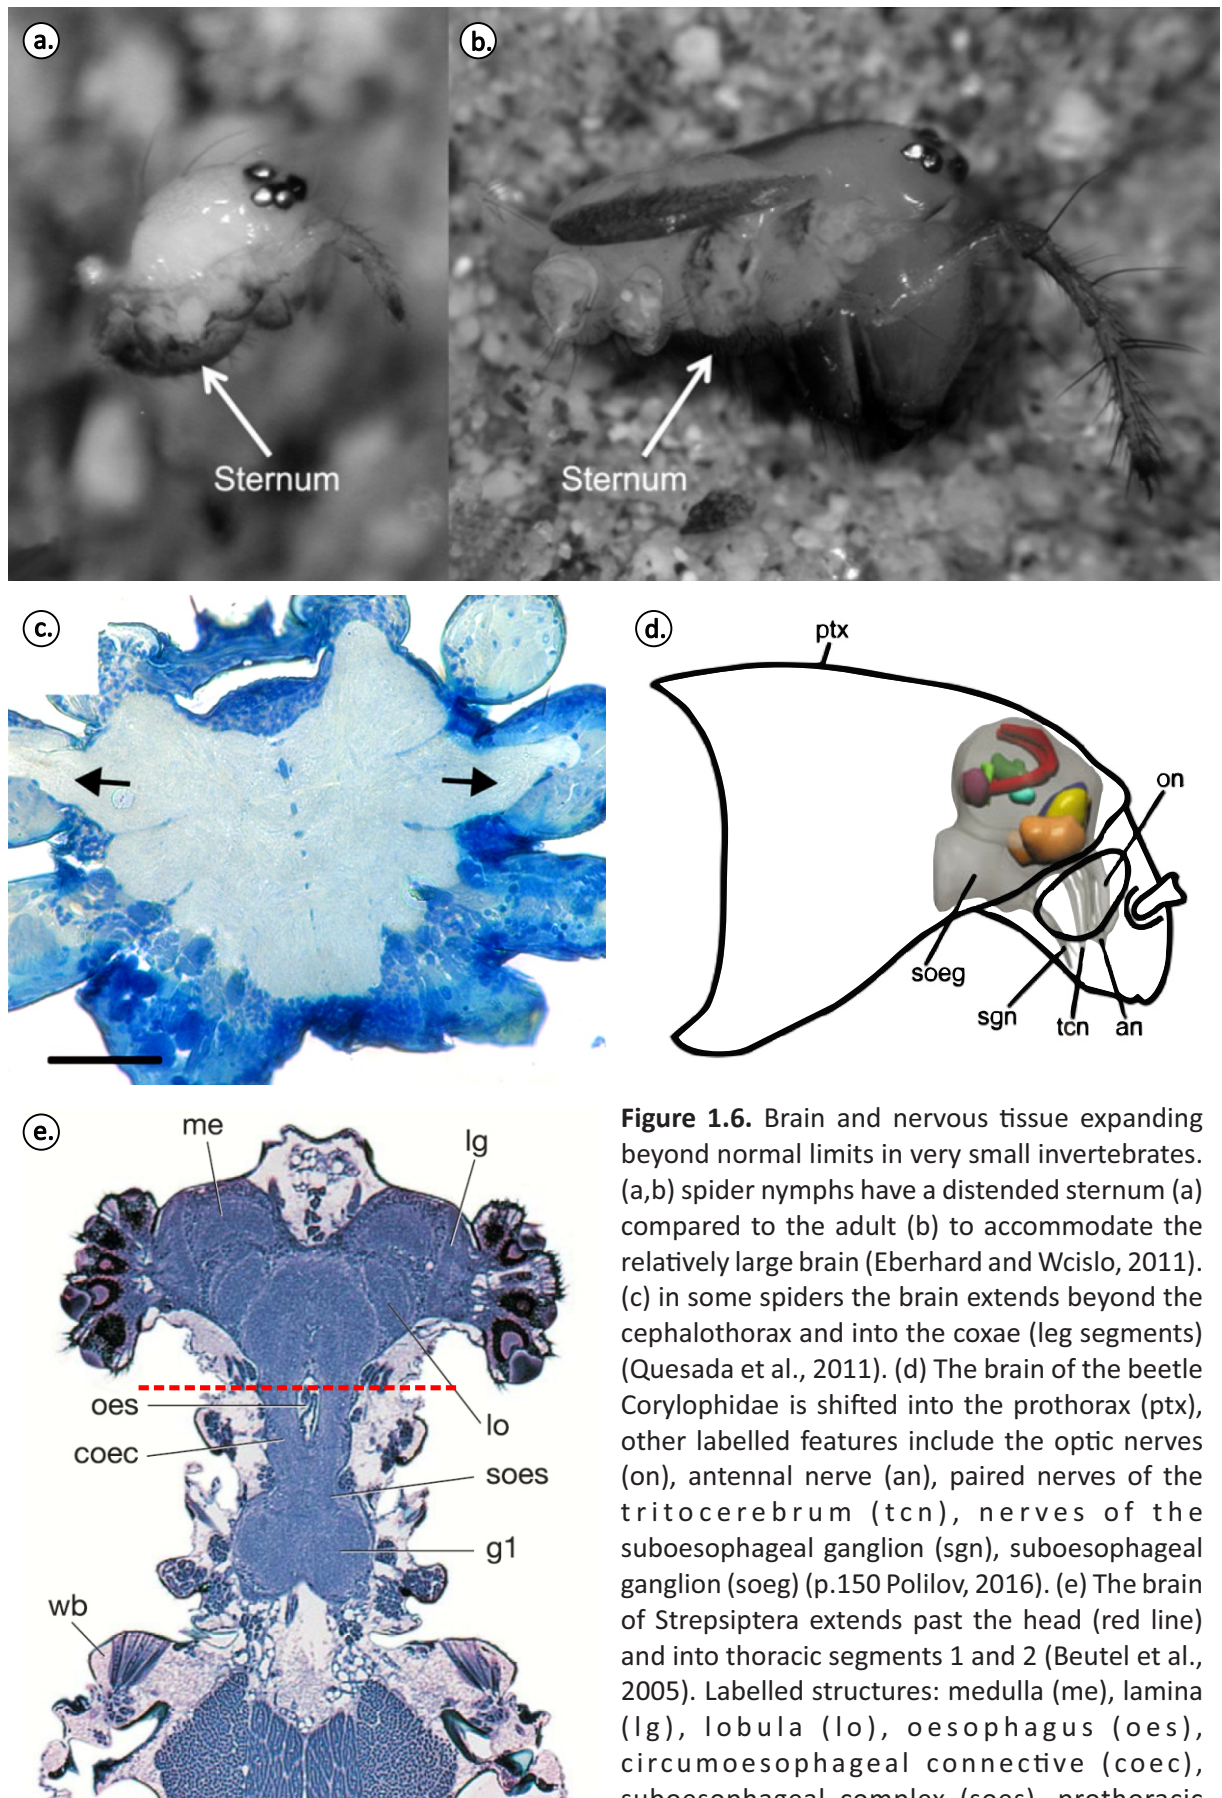 a.
b.
Sternum
Sternum
c.
d.
ptx
on
soeg
sgn
tcn
an
e.
me
lg
oes
lo
coec
soes
g1
wb
Figure 1.6. Brain and nervous tissue expanding
beyond normal limits in very small invertebrates.
(a,b) spider nymphs have a distended sternum (a)
compared to the adult (b) to accommodate the
relatively large brain (Eberhard and Wcislo, 2011).
(c) in some spiders the brain extends beyond the
cephalothorax and into the coxae (leg segments)
(Quesada et al., 2011). (d) The brain of the beetle
Corylophidae is shifted into the prothorax (ptx),
other labelled features include the optic nerves
(on), antennal nerve (an), paired nerves of the
tritocerebrum (tcn), nerves of the
suboesophageal ganglion (sgn), suboesophageal
ganglion (soeg) (p.150 Polilov, 2016). (e) The brain
of Strepsiptera extends past the head (red line)
and into thoracic segments 1 and 2 (Beutel et al.,
2005). Labelled structures: medulla (me), lamina
(lg), lobula (lo), oesophagus (oes),
circumoesophageal connective (coec),
suboesophageal complex (soes), prothoracic